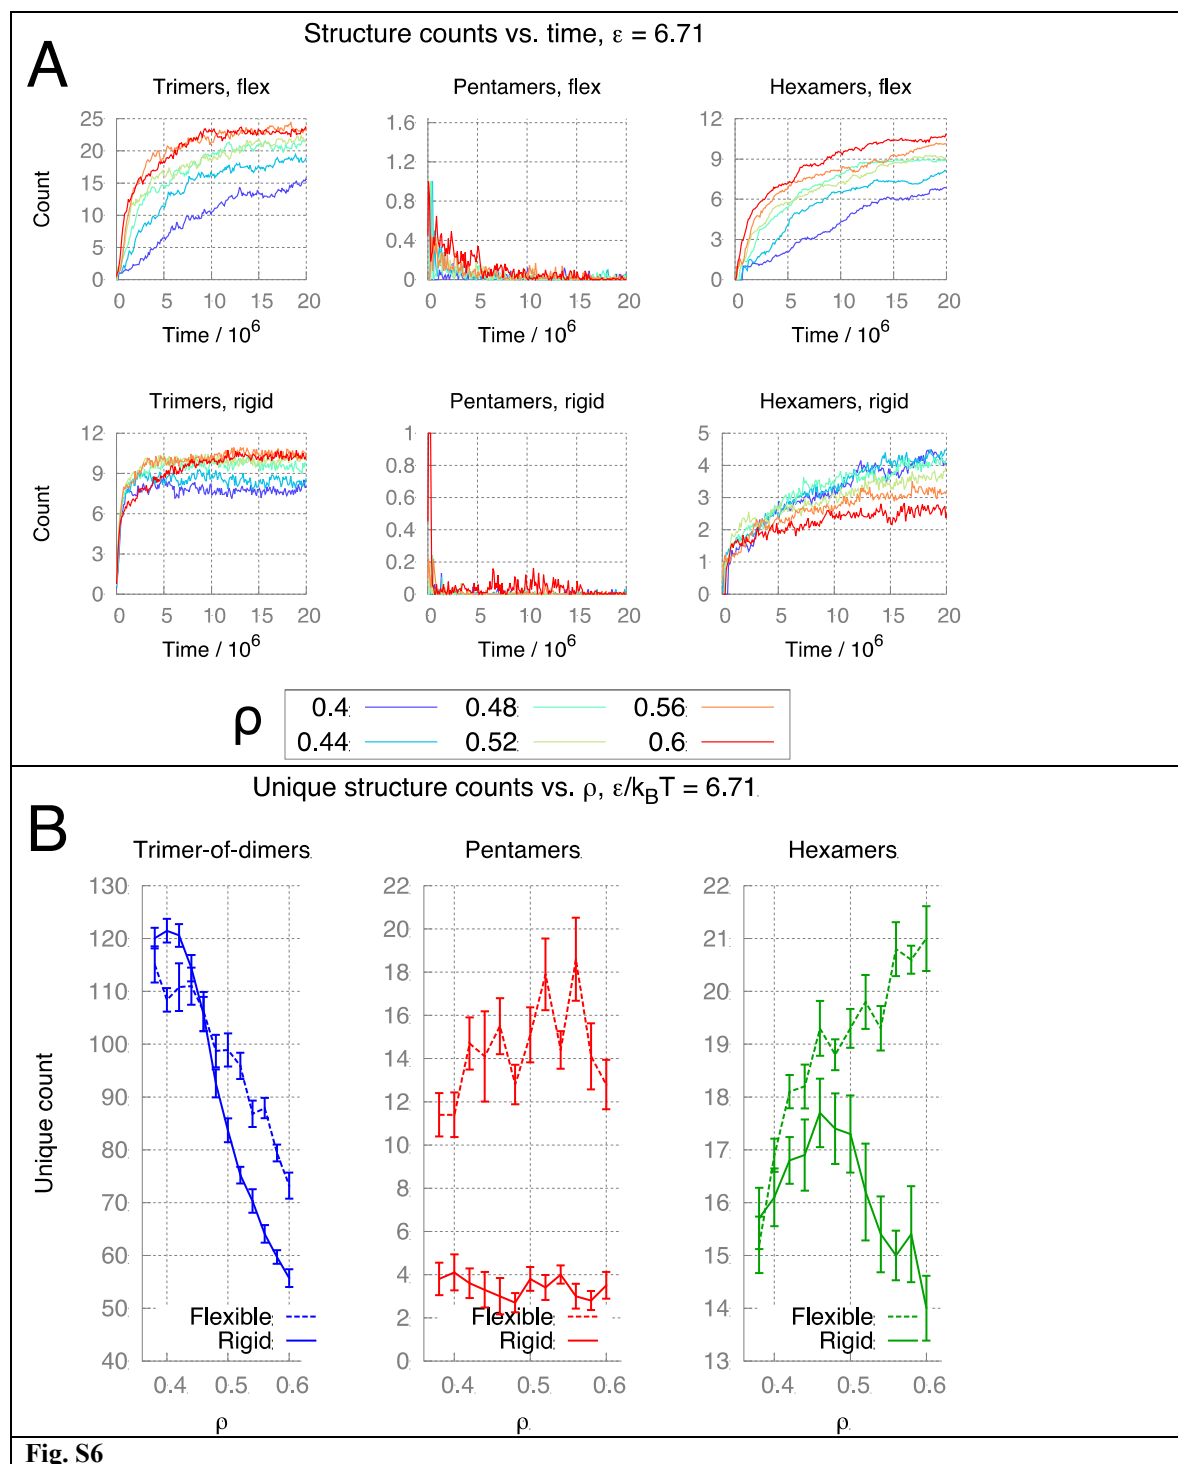 Structure counts vs. time, ε = 6.71
A
Trimers, flex
Pentamers, flex
Hexamers, flex
Count
25
20
15
10
5
0
0 5 10 15 20
Time / 10⁶
1.6
1.2
0.8
0.4
0
0 5 10 15 20
Time / 10⁶
12
9
6
3
0
0 5 10 15 20
Time / 10⁶
Trimers, rigid
Pentamers, rigid
Hexamers, rigid
Count
12
9
6
3
0
0 5 10 15 20
Time / 10⁶
1
0.8
0.6
0.4
0.2
0
0 5 10 15 20
Time / 10⁶
5
4
3
2
1
0
0 5 10 15 20
Time / 10⁶
ρ
0.4 0.48 0.56
0.44 0.52 0.6
Unique structure counts vs. ρ, ε/k_BT = 6.71
B
Trimer-of-dimers
Pentamers
Hexamers
Unique count
130
120
110
100
90
80
70
60
50
40
Flexible
Rigid
0.4 0.5 0.6
ρ
22
20
18
16
14
12
10
8
6
4
2
0
Flexible
Rigid
0.4 0.5 0.6
ρ
22
21
20
19
18
17
16
15
14
13
Flexible
Rigid
0.4 0.5 0.6
ρ
Fig. S6